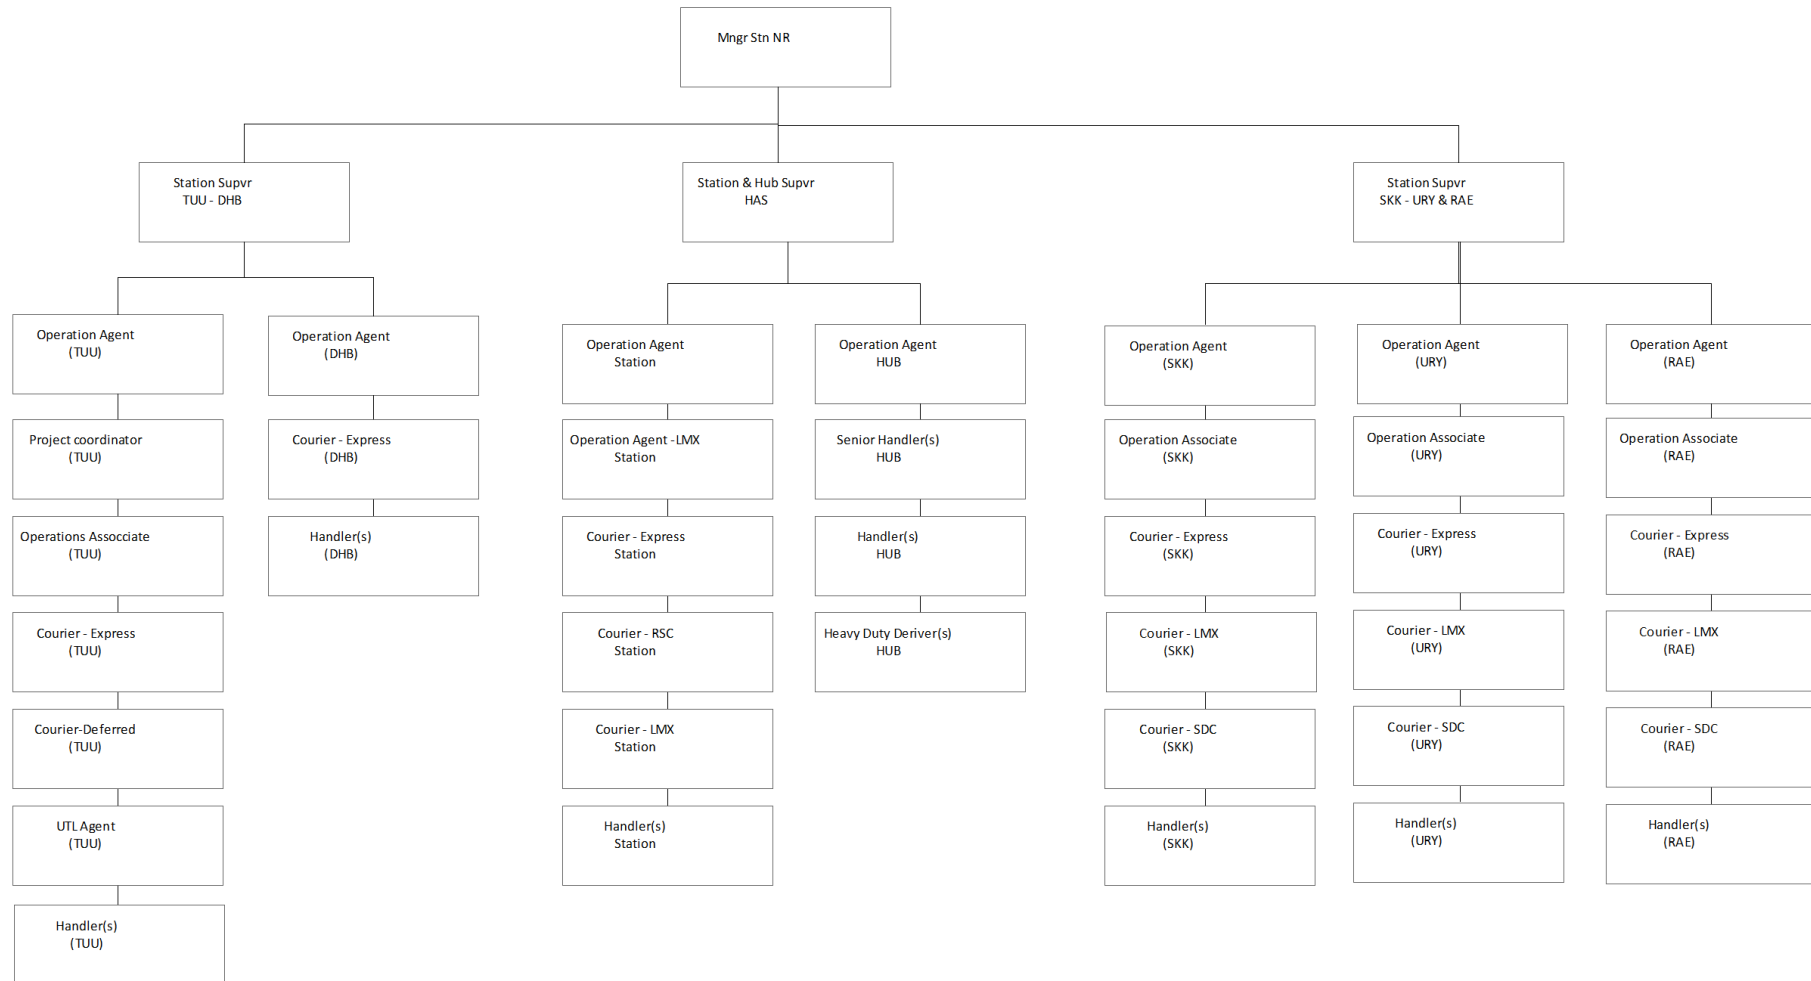 Mngr Stn NR
Station Supvr
TUU - DHB
Station & Hub Supvr
HAS
Station Supvr
SKK - URY & RAE
Operation Agent
(TUU)
Project coordinator
(TUU)
Operations Assocciate
(TUU)
Courier - Express
(TUU)
Courier-Deferred
(TUU)
UTL Agent
(TUU)
Handler(s)
(TUU)
Operation Agent
(DHB)
Courier - Express
(DHB)
Handler(s)
(DHB)
Operation Agent
Station
Operation Agent -LMX
Station
Courier - Express
Station
Courier - RSC
Station
Courier - LMX
Station
Handler(s)
Station
Operation Agent
HUB
Senior Handler(s)
HUB
Handler(s)
HUB
Heavy Duty Deriver(s)
HUB
Operation Agent
(SKK)
Operation Associate
(SKK)
Courier - Express
(SKK)
Courier - LMX
(SKK)
Courier - SDC
(SKK)
Handler(s)
(SKK)
Operation Agent
(URY)
Operation Associate
(URY)
Courier - Express
(URY)
Courier - LMX
(URY)
Courier - SDC
(URY)
Handler(s)
(URY)
Operation Agent
(RAE)
Operation Associate
(RAE)
Courier - Express
(RAE)
Courier - LMX
(RAE)
Courier - SDC
(RAE)
Handler(s)
(RAE)